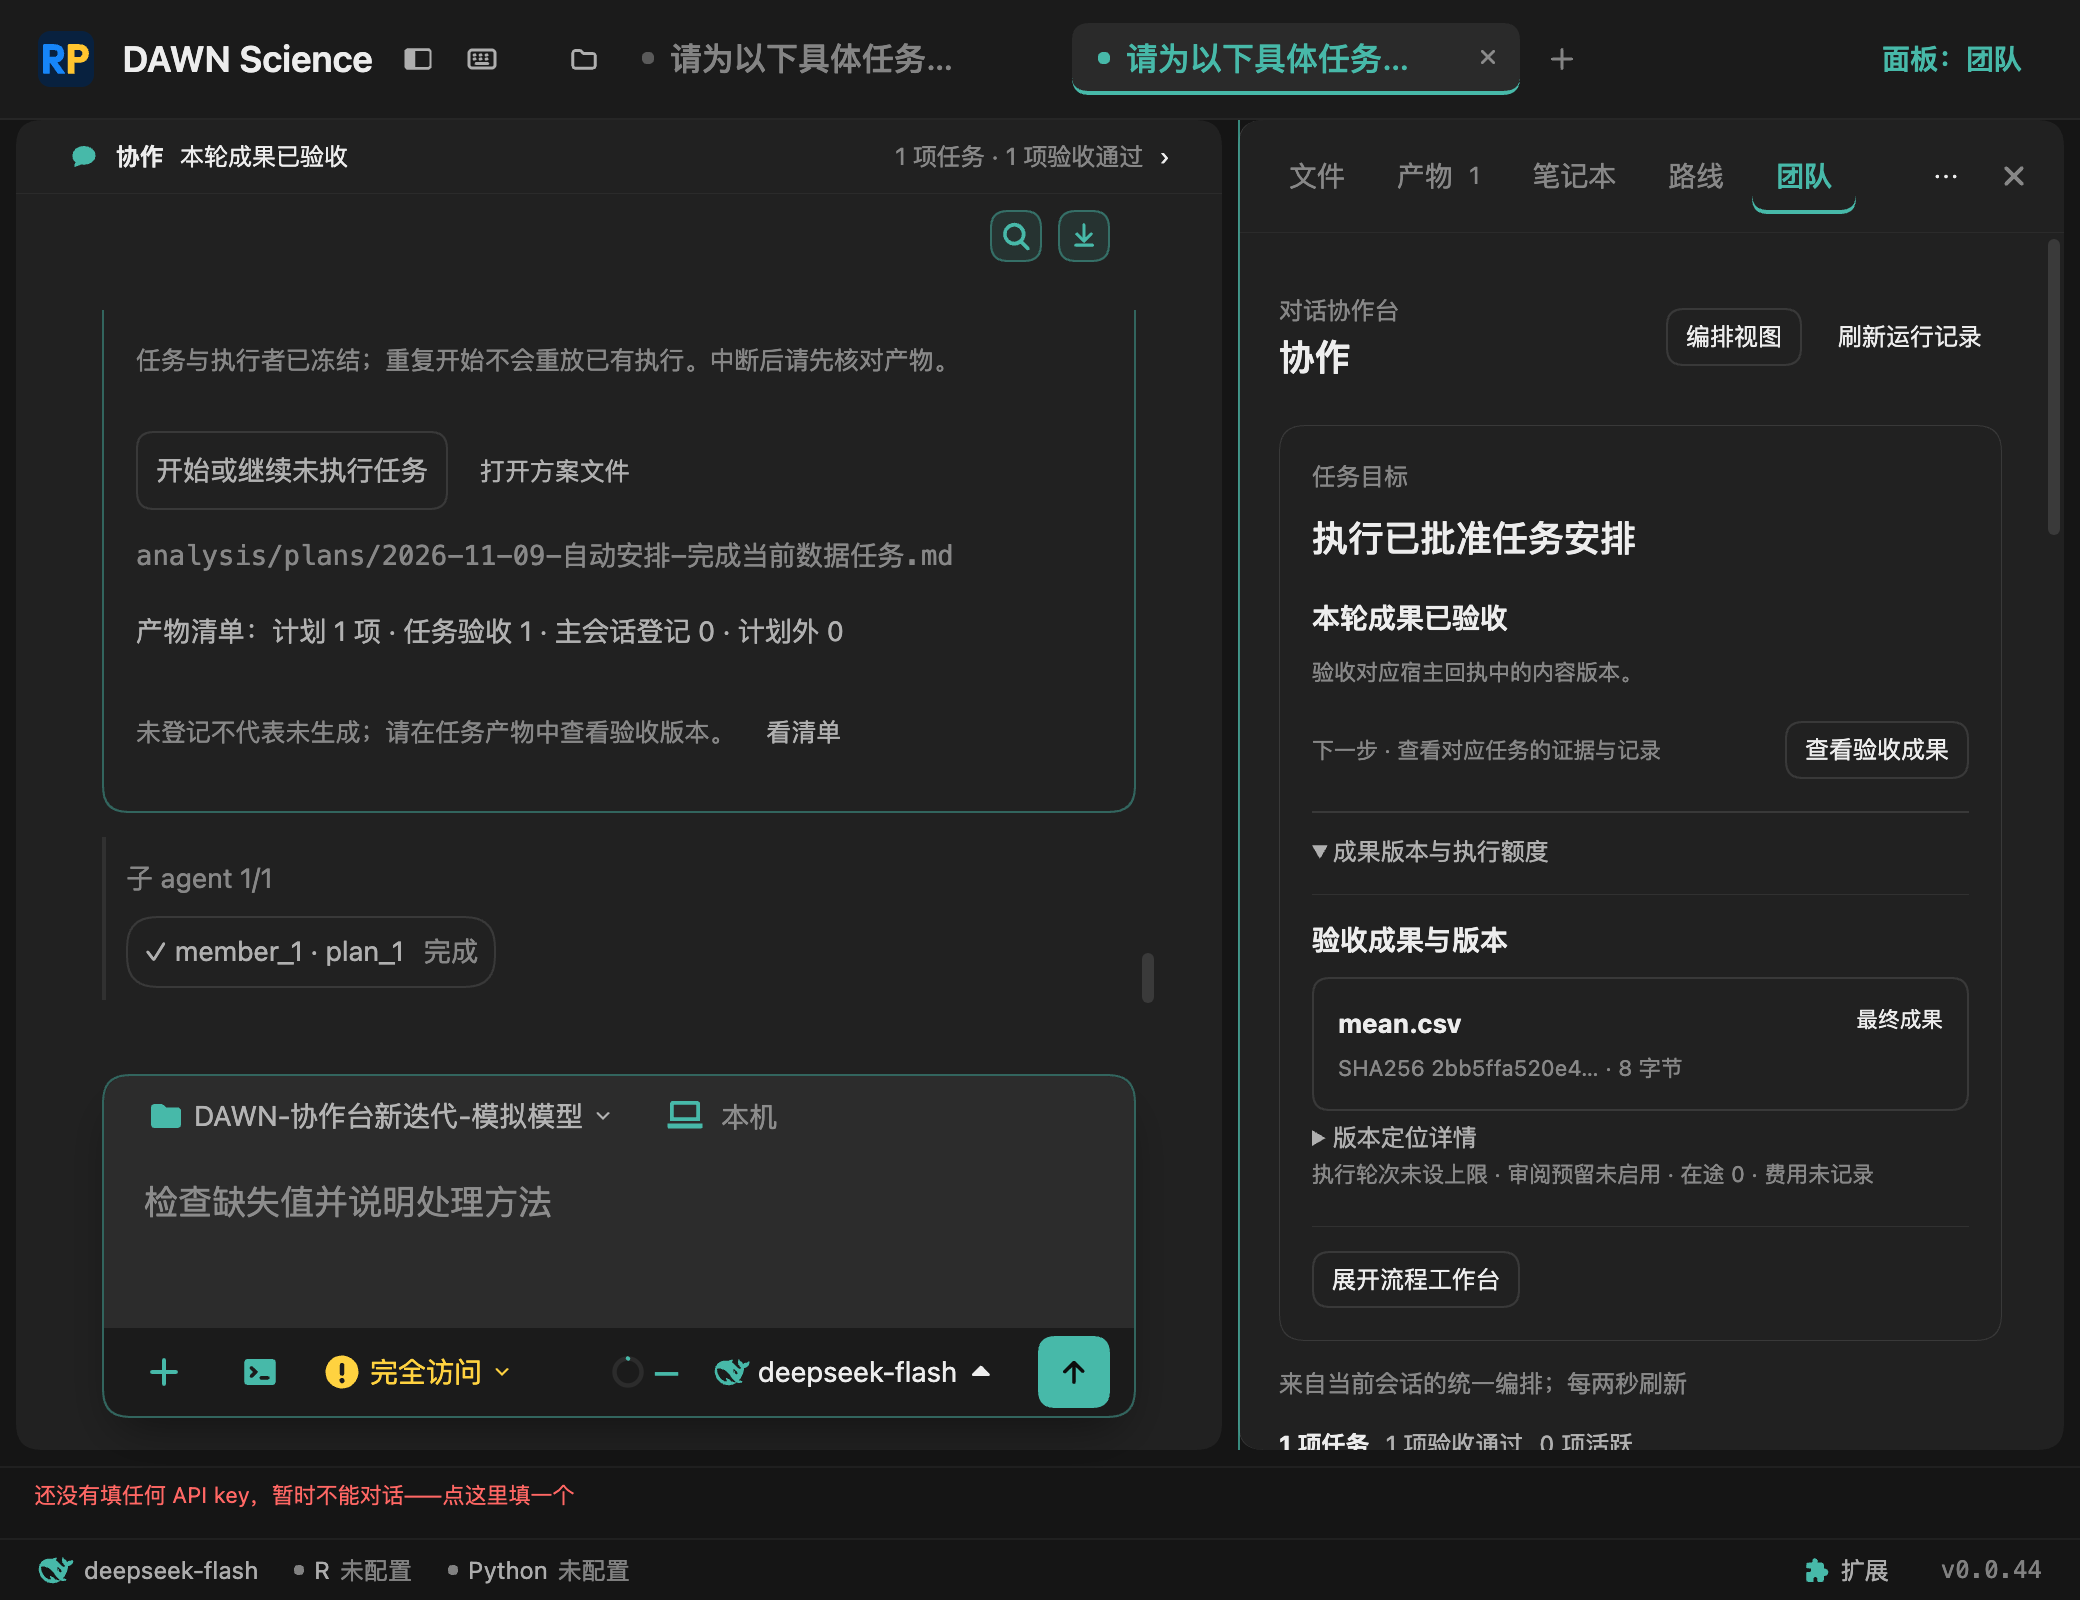 RP DAWN Science 请为以下具体任务... 请为以下具体任务... × + 面板：团队
协作 本轮成果已验收 1 项任务 · 1 项验收通过 ›
任务与执行者已冻结；重复开始不会重放已有执行。中断后请先核对产物。
开始或继续未执行任务 打开方案文件
analysis/plans/2026-11-09-自动安排-完成当前数据任务.md
产物清单：计划 1 项 · 任务验收 1 · 主会话登记 0 · 计划外 0
未登记不代表未生成；请在任务产物中查看验收版本。 看清单
子 agent 1/1
✓ member_1 · plan_1 完成
DAWN-协作台新迭代-模拟模型 本机
检查缺失值并说明处理方法
完全访问 deepseek-flash
文件 产物 1 笔记本 路线 团队 ··· ×
对话协作台
协作
编排视图 刷新运行记录
任务目标
执行已批准任务安排
本轮成果已验收
验收对应宿主回执中的内容版本。
下一步 · 查看对应任务的证据与记录 查看验收成果
▼成果版本与执行额度
验收成果与版本
mean.csv 最终成果
SHA256 2bb5ffa520e4... · 8 字节
▶ 版本定位详情
执行轮次未设上限 · 审阅预留未启用 · 在途 0 · 费用未记录
展开流程工作台
来自当前会话的统一编排；每两秒刷新
1 项任务 1 项验收通过 0 项活跃
还没有填任何 API key，暂时不能对话——点这里填一个
deepseek-flash R 未配置 Python 未配置 扩展 v0.0.44